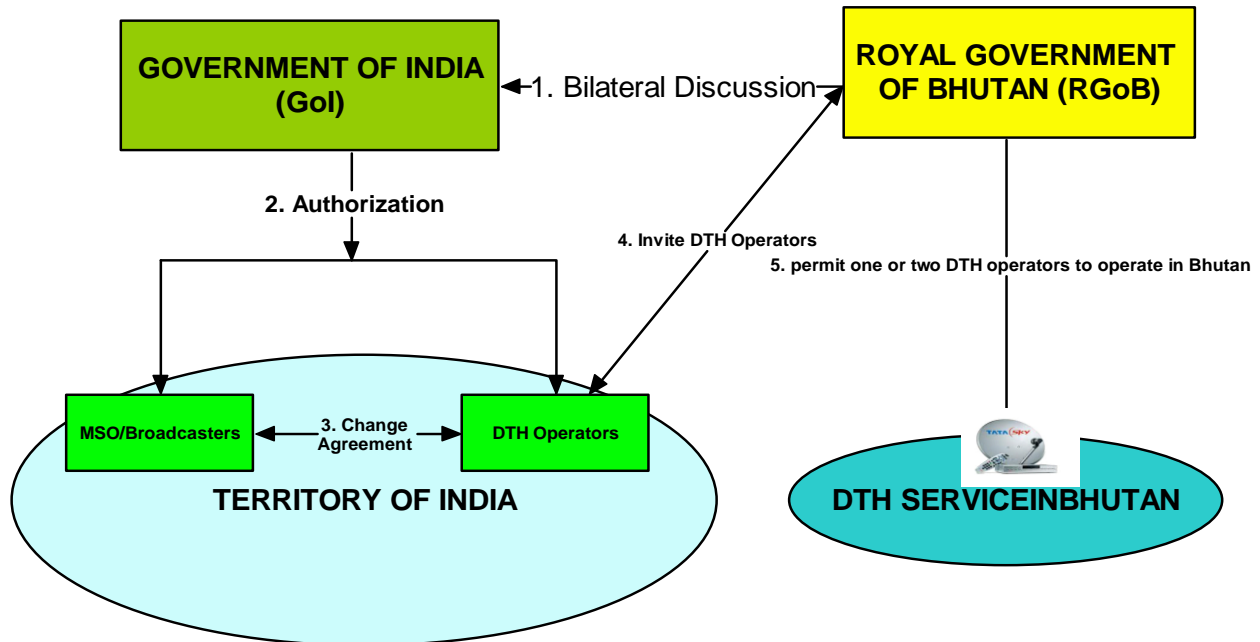 GOVERNMENT OF INDIA
(GoI)
ROYAL GOVERNMENT
OF BHUTAN (RGoB)
1. Bilateral Discussion
2. Authorization
4. Invite DTH Operators
5. permit one or two DTH operators to operate in Bhutan
MSO/Broadcasters
3. Change
Agreement
DTH Operators
TATA SKY
TERRITORY OF INDIA
DTH SERVICEINBHUTAN